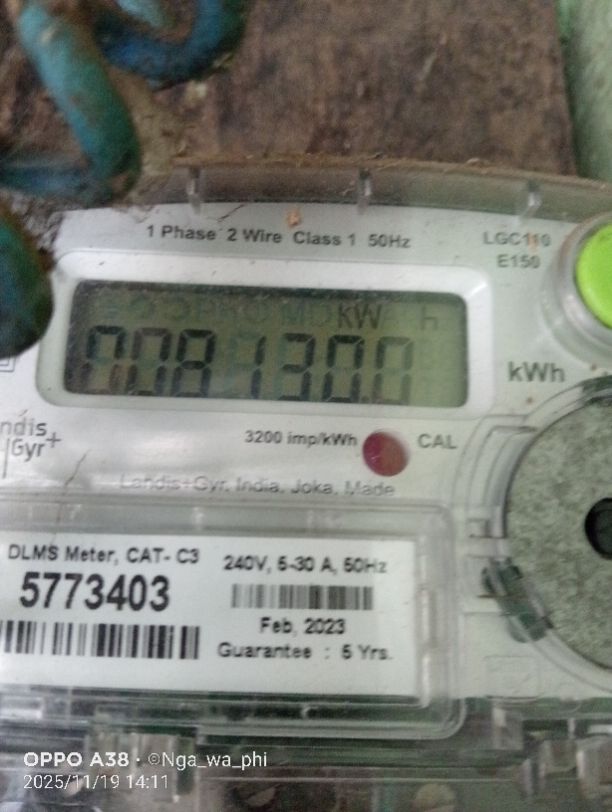 1 Phase 2 Wire Class 1 50Hz
LGC110
E150
kW h
008130.0
kWh
ndis
Gyr+
3200 imp/kWh
CAL
Landis+Gyr, India, Joka, Made
DLMS Meter, CAT- C3
5773403
240V, 5-30 A, 50Hz
Feb, 2023
Guarantee : 5 Yrs.
OPPO A38 · ©Nga_wa_phi
2025/11/19 14:11